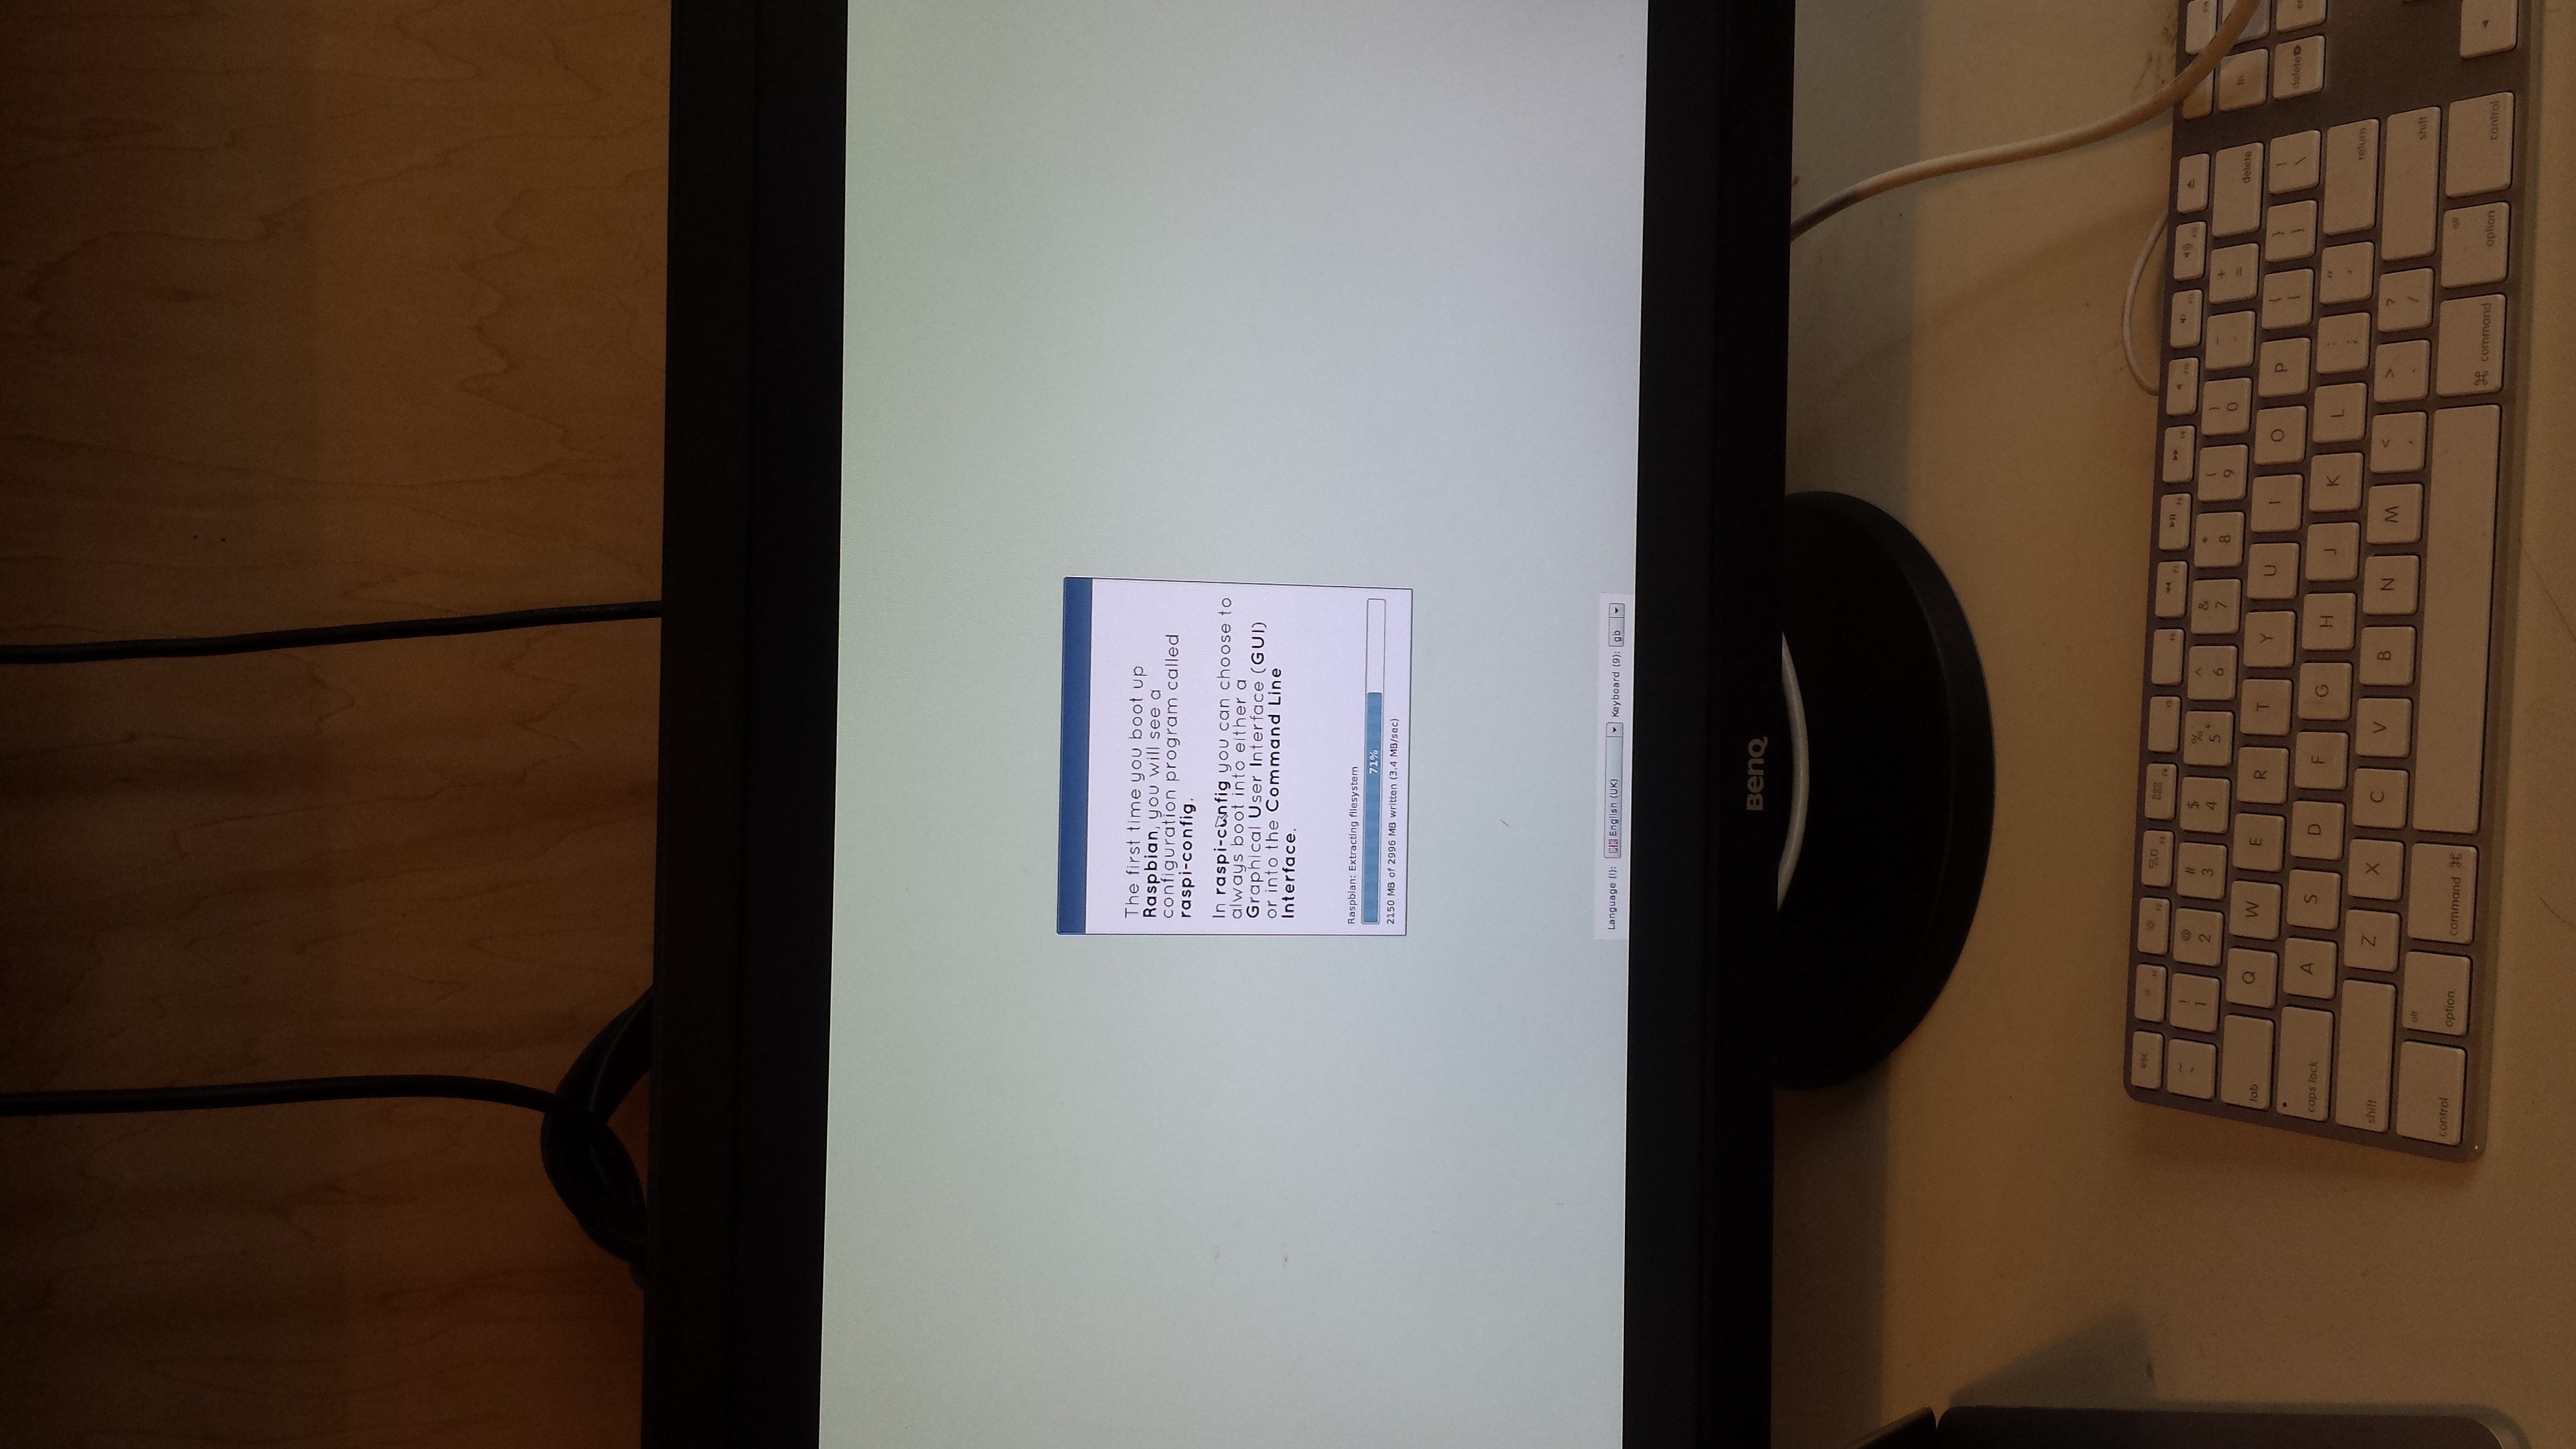 The first time you boot up
Raspbian, you will see a
configuration program called
raspi-config.
In raspi-config you can choose to
always boot into either a
Graphical User Interface (GUI)
or into the Command Line
Interface.
Raspbian: Extracting filesystem
71%
2150 MB of 2996 MB written (3.4 MB/sec)
Language (l): English (UK) Keyboard (9): gb
BenQ
esc
~ ! @ # $ % ^ & * ( ) _ +
1 2 3 4 5 6 7 8 9 0 - = delete
fn
tab Q W E R T Y U I O P { [ } ] | \
delete
caps lock A S D F G H J K L : ; " ' return
shift Z X C V B N M < , > . ? / shift
alt alt
control option command ⌘ ⌘ command option control